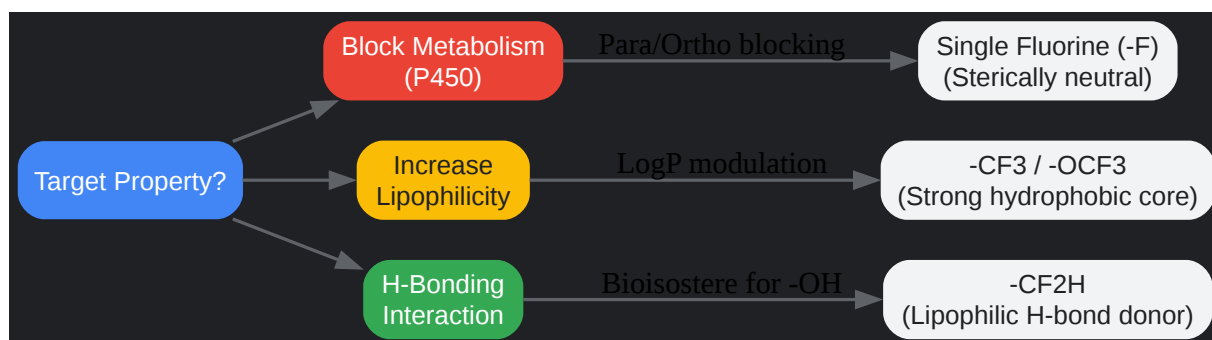 Target Property?
Block Metabolism
(P450)
Para/Ortho blocking
Single Fluorine (-F)
(Sterically neutral)
Increase
Lipophilicity
LogP modulation
-CF3 / -OCF3
(Strong hydrophobic core)
H-Bonding
Interaction
Bioisostere for -OH
-CF2H
(Lipophilic H-bond donor)